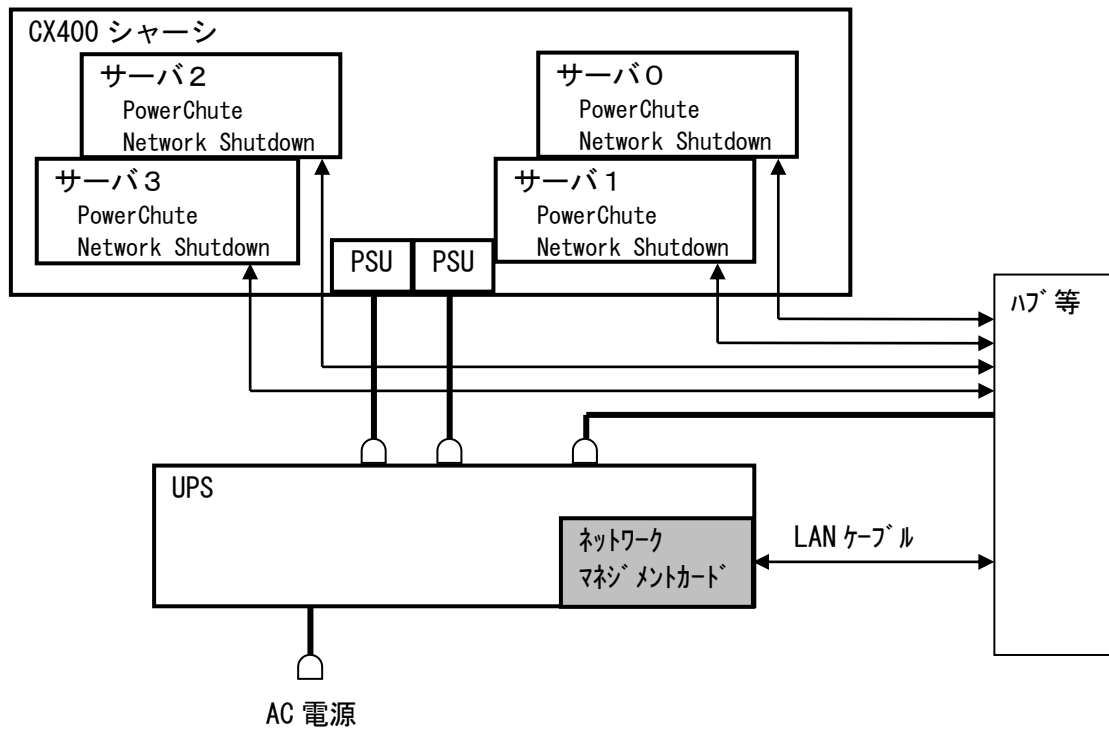 CX400 シャーシ
サーバ２
PowerChute
Network Shutdown
サーバ０
PowerChute
Network Shutdown
サーバ３
PowerChute
Network Shutdown
サーバ１
PowerChute
Network Shutdown
PSU
PSU
ﾊﾌﾞ等
UPS
ﾈｯﾄﾜｰｸ
ﾏﾈｼﾞﾒﾝﾄｶｰﾄﾞ
LAN ｹｰﾌﾞﾙ
AC 電源